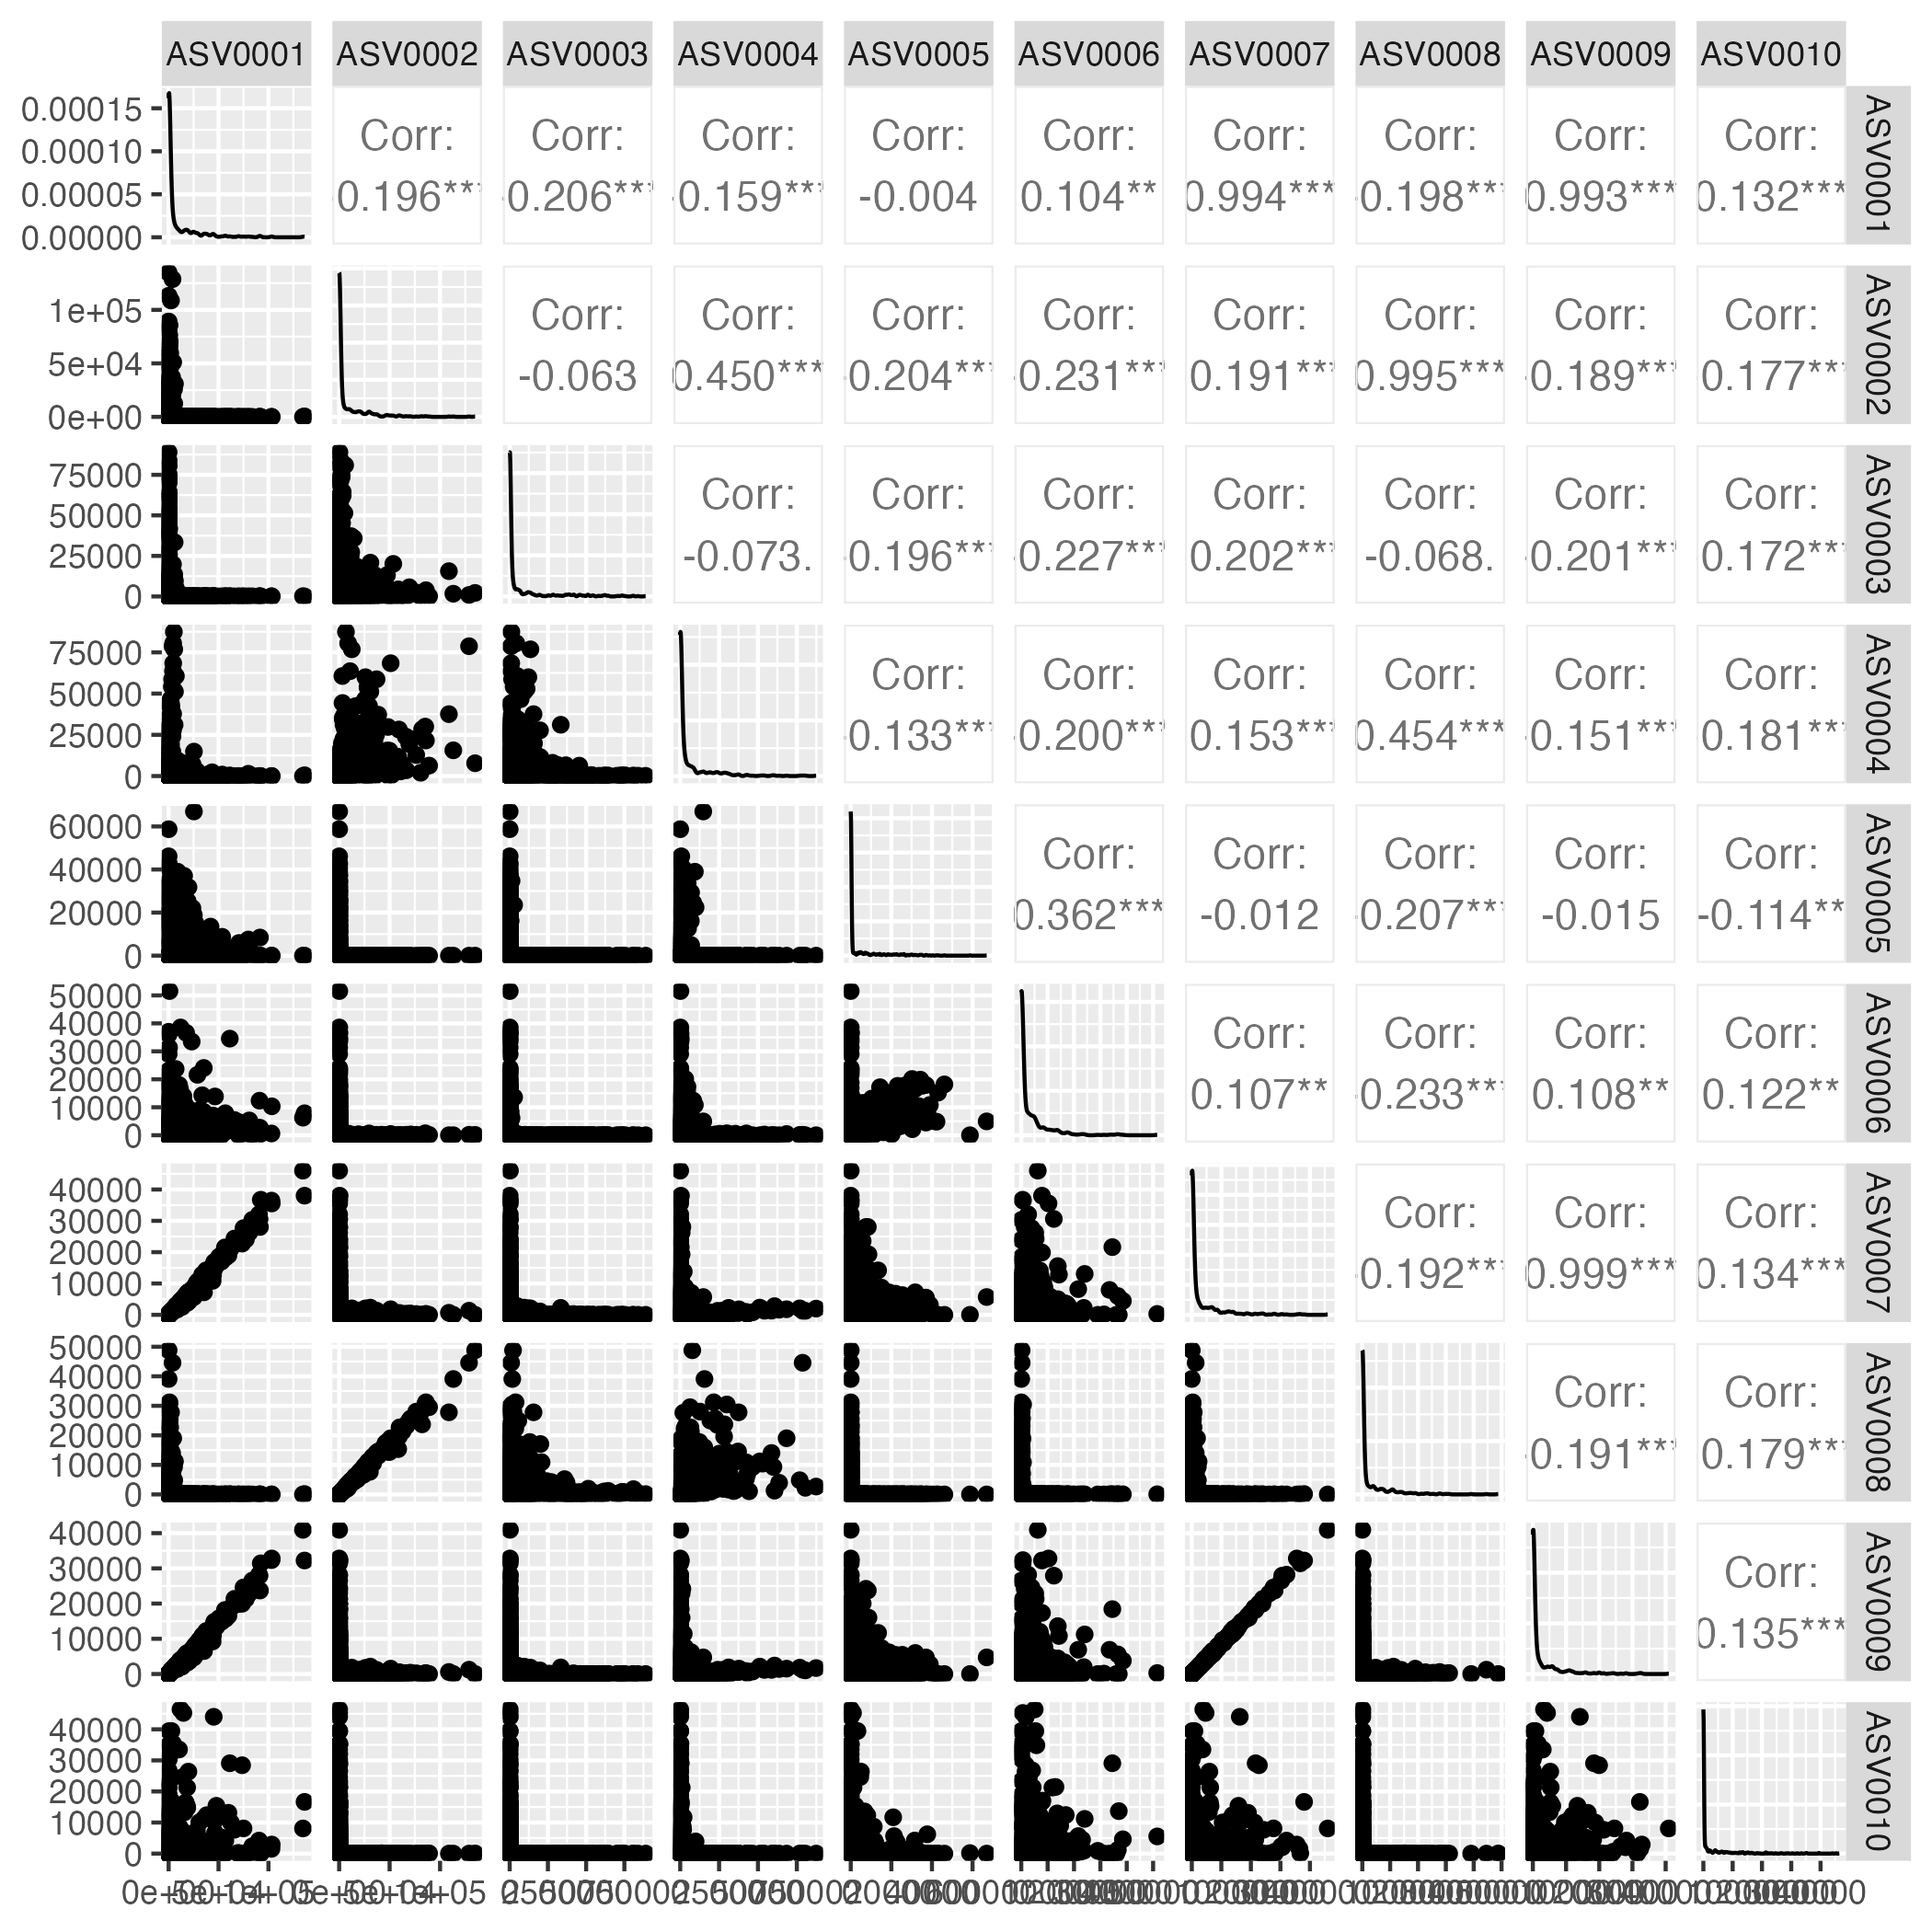 ASV0001 ASV0002 ASV0003 ASV0004 ASV0005 ASV0006 ASV0007 ASV0008 ASV0009 ASV0010
0.00015
0.00010
0.00005
0.00000
Corr: Corr: Corr: Corr: Corr: Corr: Corr: Corr: Corr:
-0.196*** -0.206*** -0.159*** -0.004 0.104** 0.994*** -0.198*** 0.993*** 0.132***
ASV0001
1e+05
5e+04
0e+00
Corr: Corr: Corr: Corr: Corr: Corr: Corr: Corr:
-0.063 0.450*** -0.204*** -0.231*** 0.191*** 0.995*** -0.189*** 0.177***
ASV0002
75000
50000
25000
0
Corr: Corr: Corr: Corr: Corr: Corr: Corr:
-0.073. -0.196*** -0.227*** 0.202*** -0.068. -0.201*** 0.172***
ASV0003
75000
50000
25000
0
Corr: Corr: Corr: Corr: Corr: Corr:
-0.133*** -0.200*** 0.153*** 0.454*** -0.151*** 0.181***
ASV0004
60000
40000
20000
0
Corr: Corr: Corr: Corr: Corr:
0.362*** -0.012 -0.207*** -0.015 -0.114**
ASV0005
50000
40000
30000
20000
10000
0
Corr: Corr: Corr: Corr:
0.107** -0.233*** 0.108** 0.122**
ASV0006
40000
30000
20000
10000
0
Corr: Corr: Corr:
-0.192*** 0.999*** 0.134***
ASV0007
50000
40000
30000
20000
10000
0
Corr: Corr:
-0.191*** 0.179***
ASV0008
40000
30000
20000
10000
0
Corr:
0.135***
ASV0009
40000
30000
20000
10000
0
ASV0010